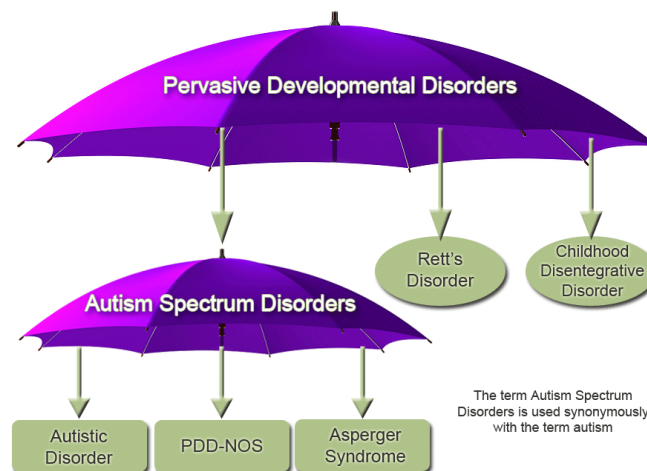 Pervasive Developmental Disorders
Rett's
Disorder
Childhood
Disentegrative
Disorder
Autism Spectrum Disorders
Autistic
Disorder
PDD-NOS
Asperger
Syndrome
The term Autism Spectrum
Disorders is used synonymously
with the term autism